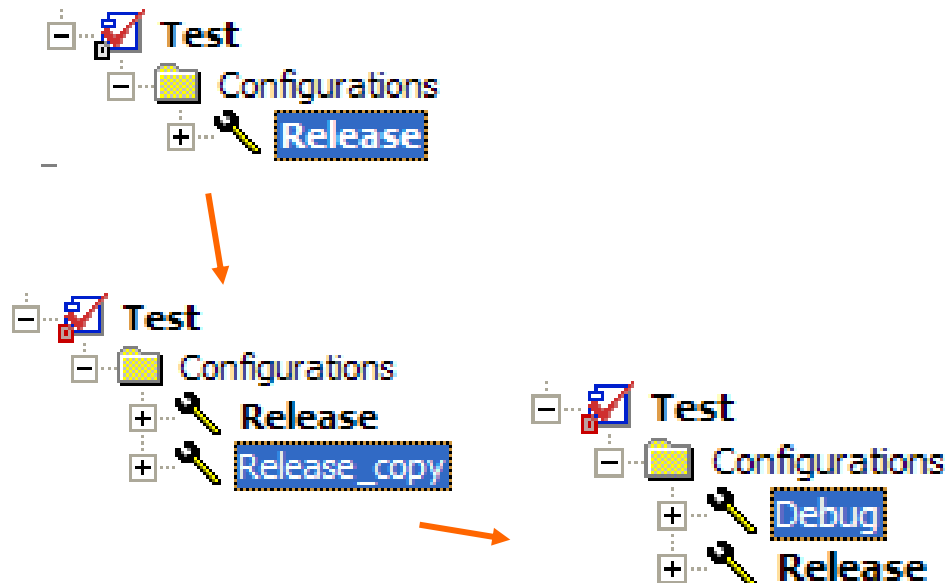 Test
Configurations
Release
Test
Configurations
Release
Release_copy
Test
Configurations
Debug
Release